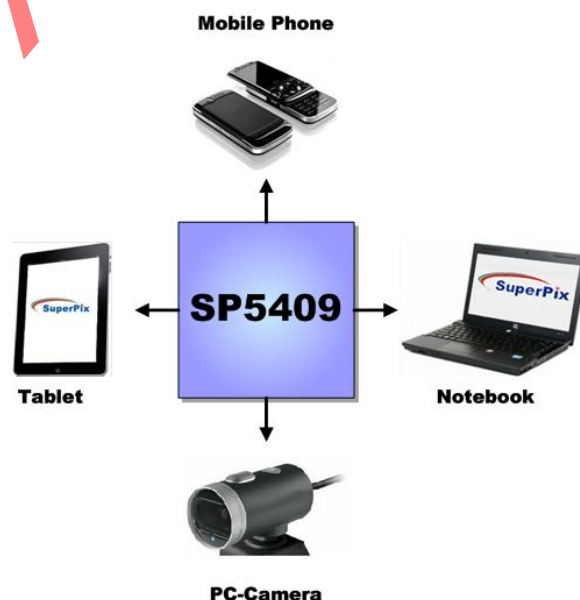 Mobile Phone
SP5409
SuperPix
SuperPix
Tablet
Notebook
PC-Camera